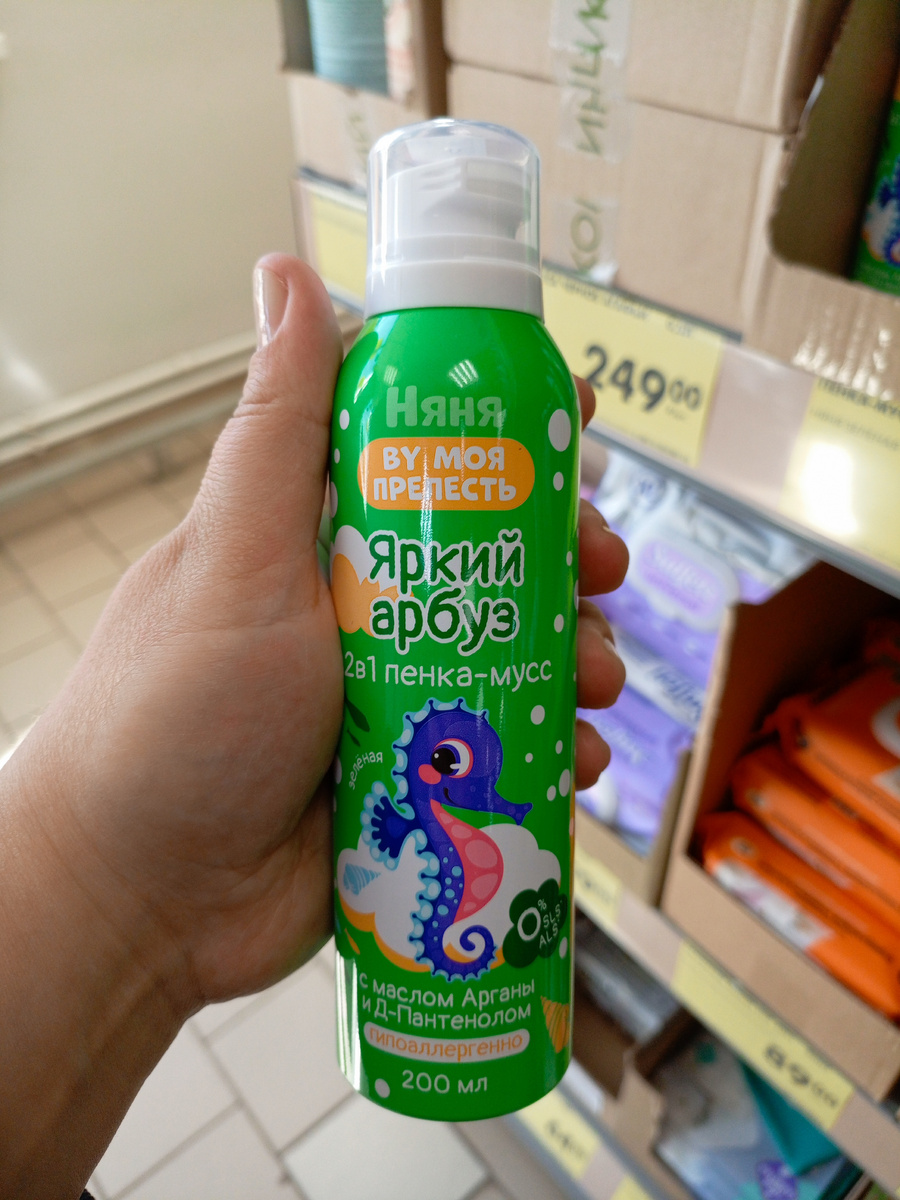 Няня
BY МОЯ
ПРЕЛЕСТЬ
Яркий
арбуз
2в1 пенка-мусс
зелёная
0%
SLS
ALS
с маслом Арганы
и Д-Пантенолом
гипоаллергенно
200 мл
249 00